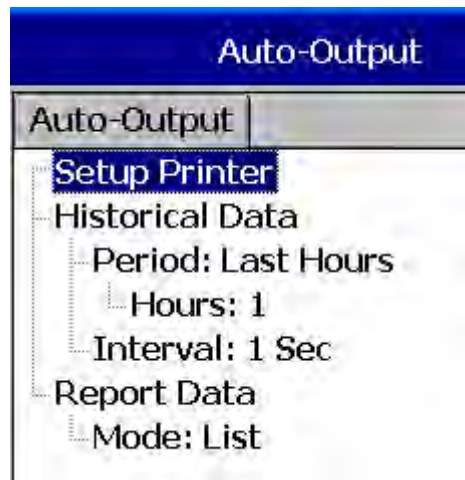 Auto-Output
Auto-Output
Setup Printer
Historical Data
Period: Last Hours
Hours: 1
Interval: 1 Sec
Report Data
Mode: List